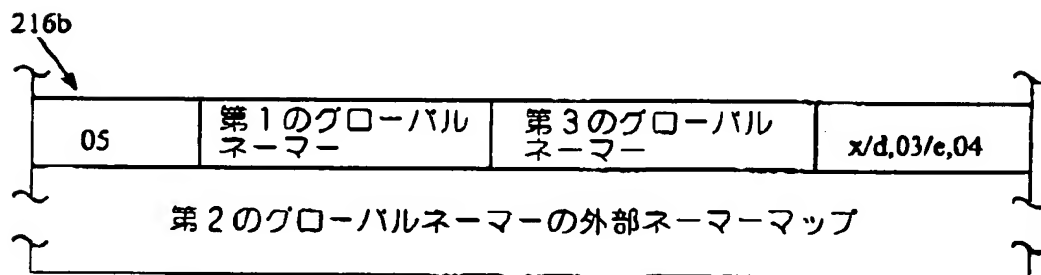 216b
05
第1のグローバル
ネーマー
第3のグローバル
ネーマー
x/d,03/e,04
第2のグローバルネーマーの外部ネーマーマップ